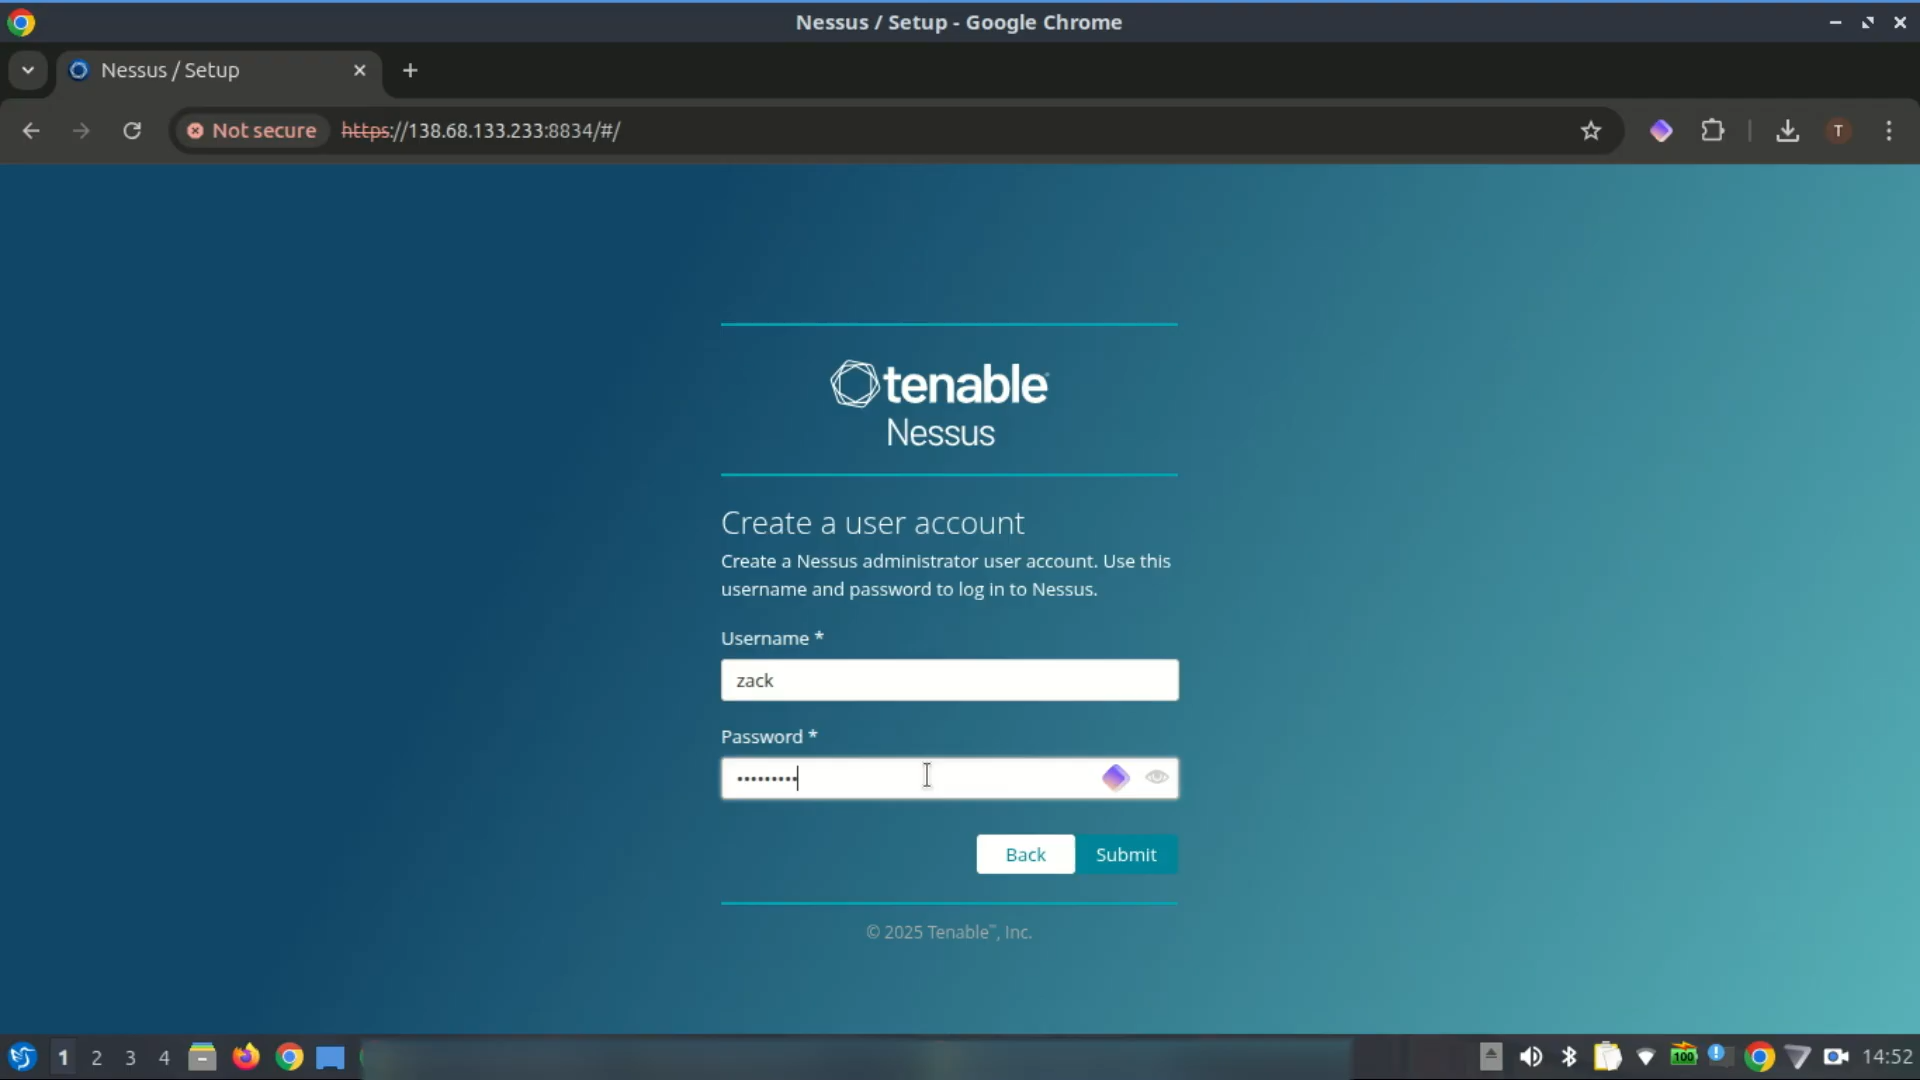 Nessus / Setup - Google Chrome
Nessus / Setup
Not secure https://138.68.133.233:8834/#/
T
tenable
Nessus
Create a user account
Create a Nessus administrator user account. Use this
username and password to log in to Nessus.
Username *
zack
Password *
•••••••••
Back Submit
© 2025 Tenable™, Inc.
1 2 3 4 100 14:52